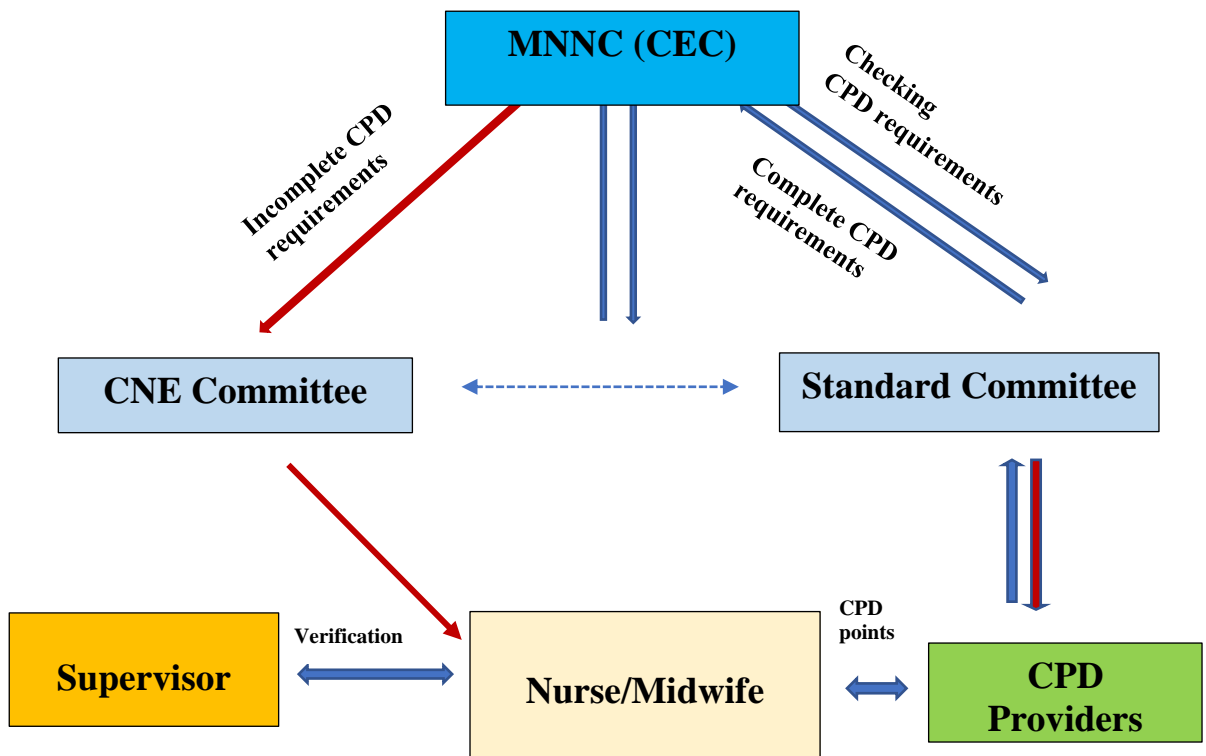 MNNC (CEC)
Incomplete CPD
requirements
Checking
CPD requirements
Complete CPD
requirements
CNE Committee
Standard Committee
Verification
CPD
points
Supervisor
Nurse/Midwife
CPD
Providers